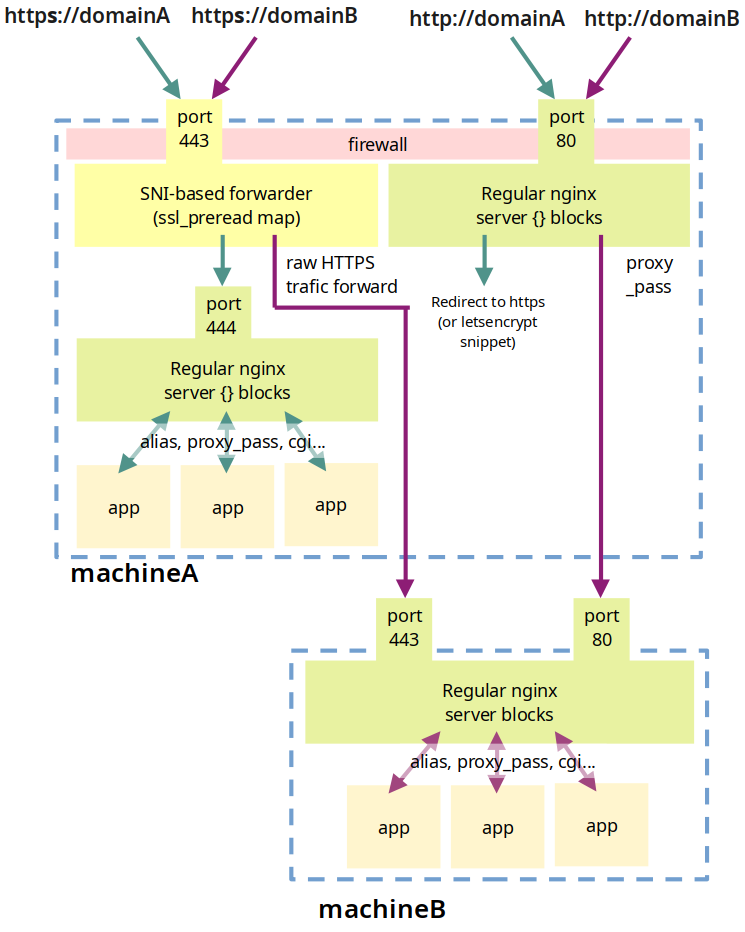 https://domainA
https://domainB
http://domainA
http://domainB
port
443
port
80
firewall
SNI-based forwarder
(ssl_preread map)
Regular nginx
server {} blocks
raw HTTPS
trafic forward
proxy
_pass
port
444
Redirect to https
(or letsencrypt
snippet)
Regular nginx
server {} blocks
alias, proxy_pass, cgi...
app
app
app
machineA
port
443
port
80
Regular nginx
server blocks
alias, proxy_pass, cgi...
app
app
app
machineB